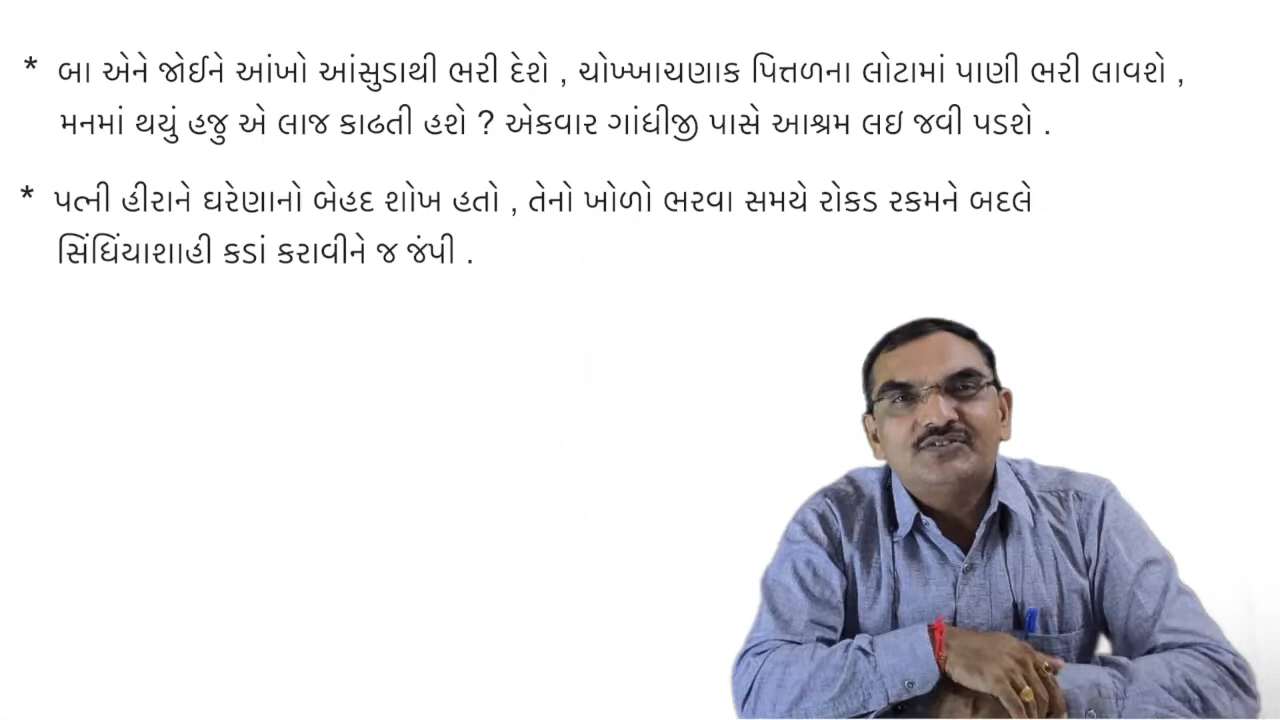 * બા એને જોઈને આંખો આંસુડાથી ભરી દેશે , ચોખ્ખાચણાક પિત્તળના લોટામાં પાણી ભરી લાવશે ,
મનમાં થયું હજુ એ લાજ કાઢતી હશે ? એકવાર ગાંધીજી પાસે આશ્રમ લઇ જવી પડશે .
* પત્ની હીરાને ઘરેણાનો બેહદ શોખ હતો , તેનો ખોળો ભરવા સમયે રોકડ રકમને બદલે
સિંધિંયાશાહી કડાં કરાવીને જ જંપી .